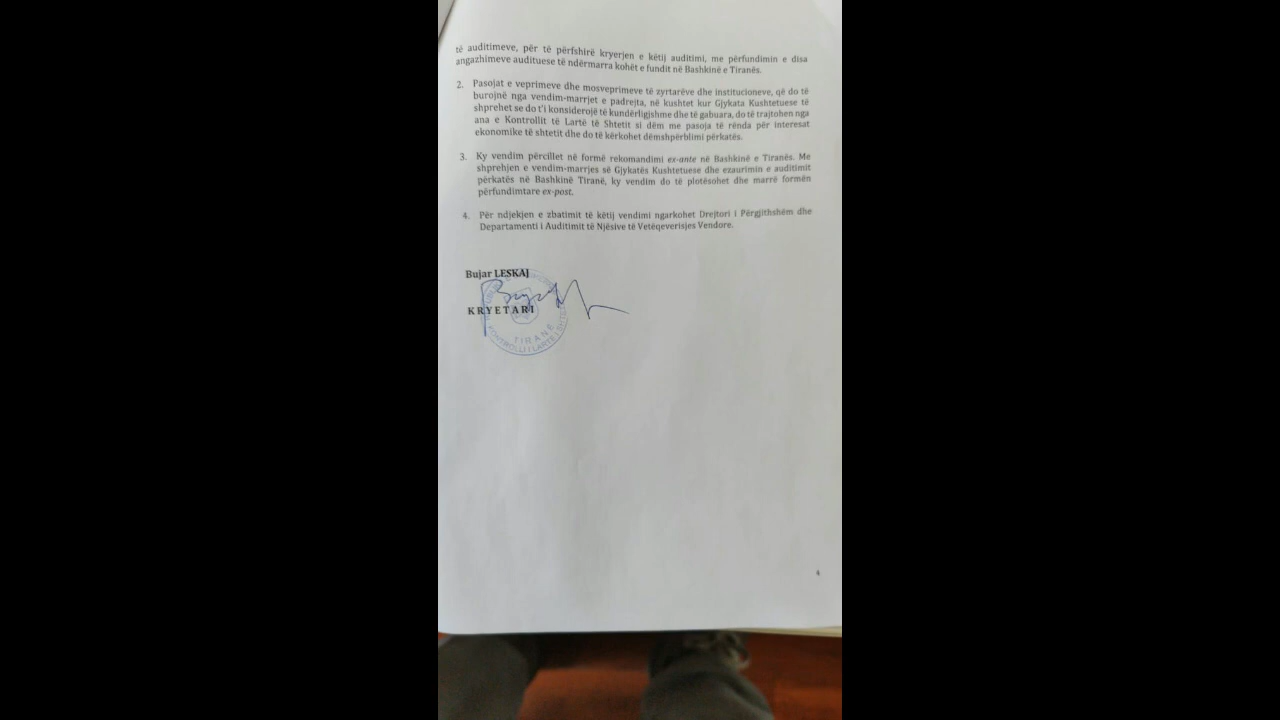 të auditimeve, për të përfshirë kryerjen e këtij auditimi, me përfundimin e disa
angazhimeve audituese të ndërmarra kohët e fundit në Bashkinë e Tiranës.
2. Pasojat e veprimeve dhe mosveprimeve të zyrtarëve dhe institucioneve, që do të
burojnë nga vendim-marrjet e padrejta, në kushtet kur Gjykata Kushtetuese të
shprehet se do t'i konsiderojë të kundërligjshme dhe të gabuara, do të trajtohen nga
ana e Kontrollit të Lartë të Shtetit si dëm me pasoja të rënda për interesat
ekonomike të shtetit dhe do të kërkohet dëmshpërblimi përkatës.
3. Ky vendim përcillet në formë rekomandimi ex-ante në Bashkinë e Tiranës. Me
shprehjen e vendim-marrjes së Gjykatës Kushtetuese dhe ezaurimin e auditimit
përkatës në Bashkinë Tiranë, ky vendim do të plotësohet dhe marrë formën
përfundimtare ex-post.
4. Për ndjekjen e zbatimit të këtij vendimi ngarkohet Drejtori i Përgjithshëm dhe
Departamenti i Auditimit të Njësive të Vetëqeverisjes Vendore.
Bujar LESKAJ
KRYETARI
TIRANË
KONTROLLI I LARTË I SHTETIT
4